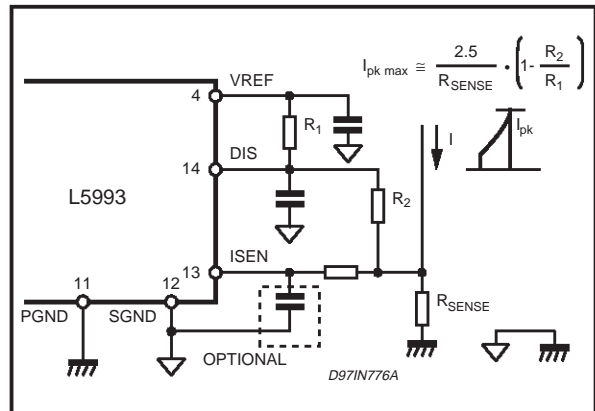 VREF
4
R1
DIS
14
L5993
R2
ISEN
13
11
12
PGND
SGND
OPTIONAL
RSENSE
I
Ipk
Ipk max ≅ 2.5 / RSENSE • (1- R2 / R1)
D97IN776A